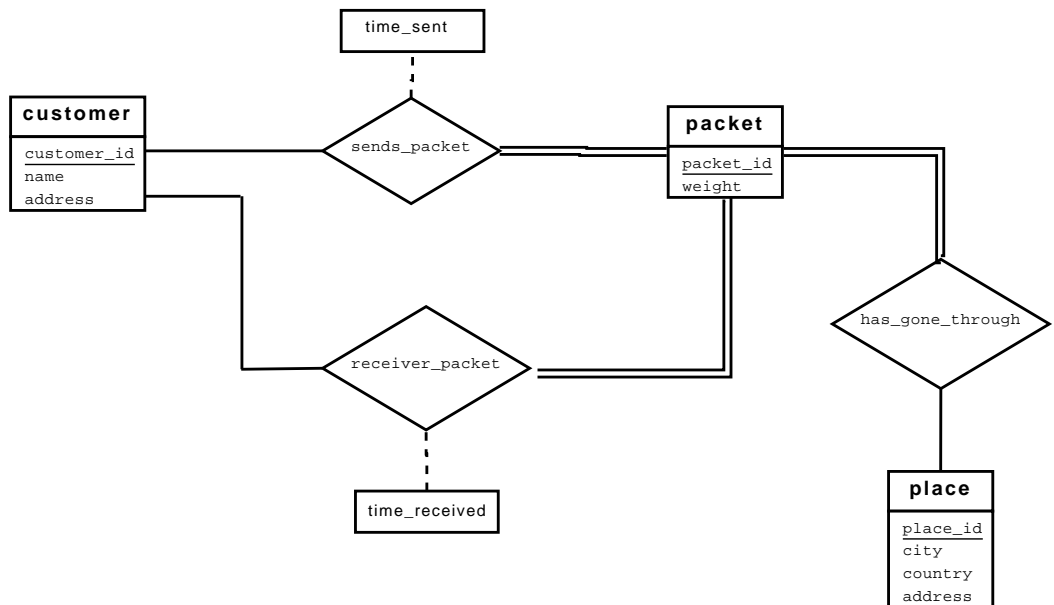 time_sent
customer
customer_id
name
address
sends_packet
packet
packet_id
weight
has_gone_through
receiver_packet
time_received
place
place_id
city
country
address